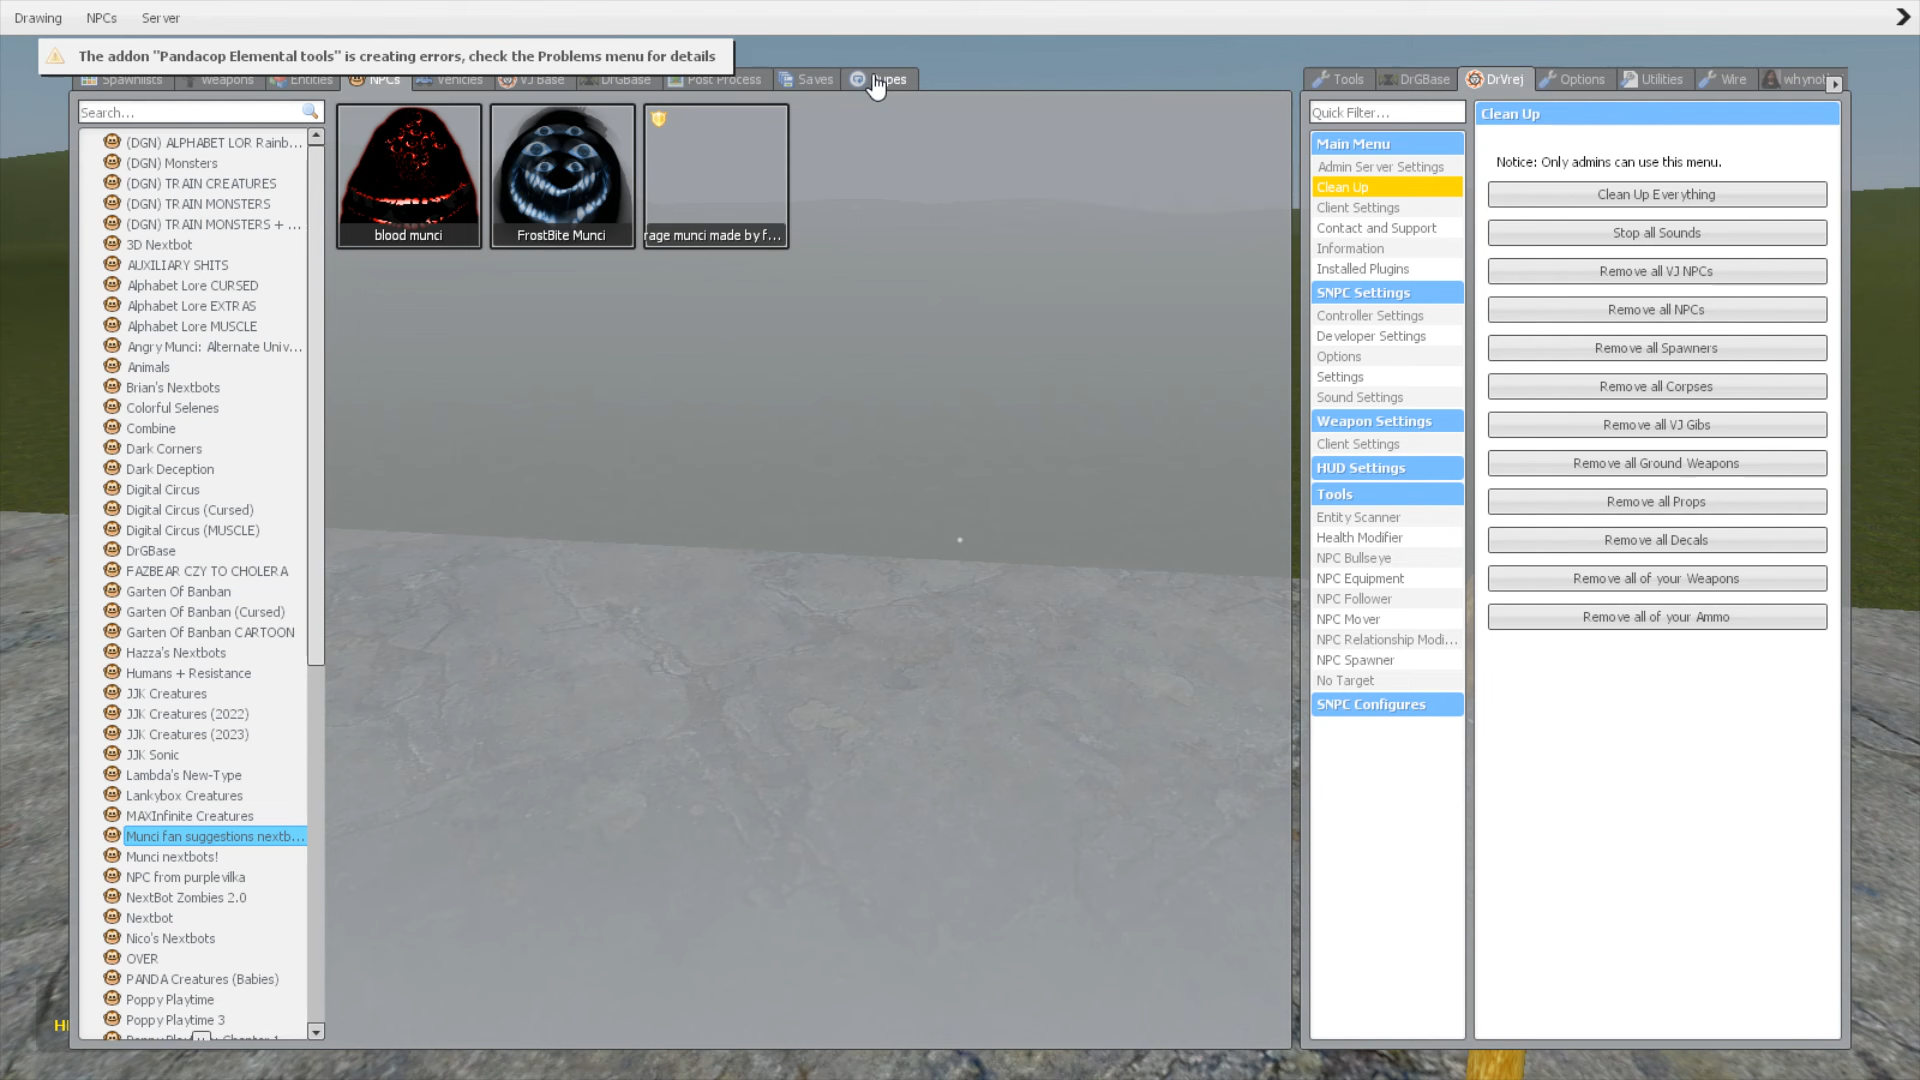 Drawing NPCs Server
The addon "Pandacop Elemental tools" is creating errors, check the Problems menu for details
Spawnlists Weapons Entities NPCs Vehicles VJ Base DrGBase Post Process Saves
Tools DrGBase DrVrej Options Utilities Wire whynot
Search...
(DGN) ALPHABET LOR Rainb...
(DGN) Monsters
(DGN) TRAIN CREATURES
(DGN) TRAIN MONSTERS
(DGN) TRAIN MONSTERS + ...
3D Nextbot
AUXILIARY SHITS
Alphabet Lore CURSED
Alphabet Lore EXTRAS
Alphabet Lore MUSCLE
Angry Munci: Alternate Univ...
Animals
Brian's Nextbots
Colorful Selenes
Combine
Dark Corners
Dark Deception
Digital Circus
Digital Circus (Cursed)
Digital Circus (MUSCLE)
DrGBase
FAZBEAR CZY TO CHOLERA
Garten Of Banban
Garten Of Banban (Cursed)
Garten Of Banban CARTOON
Hazza's Nextbots
Humans + Resistance
JJK Creatures
JJK Creatures (2022)
JJK Creatures (2023)
JJK Sonic
Lambda's New-Type
Lankybox Creatures
MAXInfinite Creatures
Munci fan suggestions nextb...
Munci nextbots!
NPC from purplevilka
NextBot Zombies 2.0
Nextbot
Nico's Nextbots
OVER
PANDA Creatures (Babies)
Poppy Playtime
Poppy Playtime 3
blood munci
FrostBite Munci
rage munci made by f...
Quick Filter...
Main Menu
Admin Server Settings
Clean Up
Client Settings
Contact and Support
Information
Installed Plugins
SNPC Settings
Controller Settings
Developer Settings
Options
Settings
Sound Settings
Weapon Settings
Client Settings
HUD Settings
Tools
Entity Scanner
Health Modifier
NPC Bullseye
NPC Equipment
NPC Follower
NPC Mover
NPC Relationship Modi...
NPC Spawner
No Target
SNPC Configures
Clean Up
Notice: Only admins can use this menu.
Clean Up Everything
Stop all Sounds
Remove all VJ NPCs
Remove all NPCs
Remove all Spawners
Remove all Corpses
Remove all VJ Gibs
Remove all Ground Weapons
Remove all Props
Remove all Decals
Remove all of your Weapons
Remove all of your Ammo